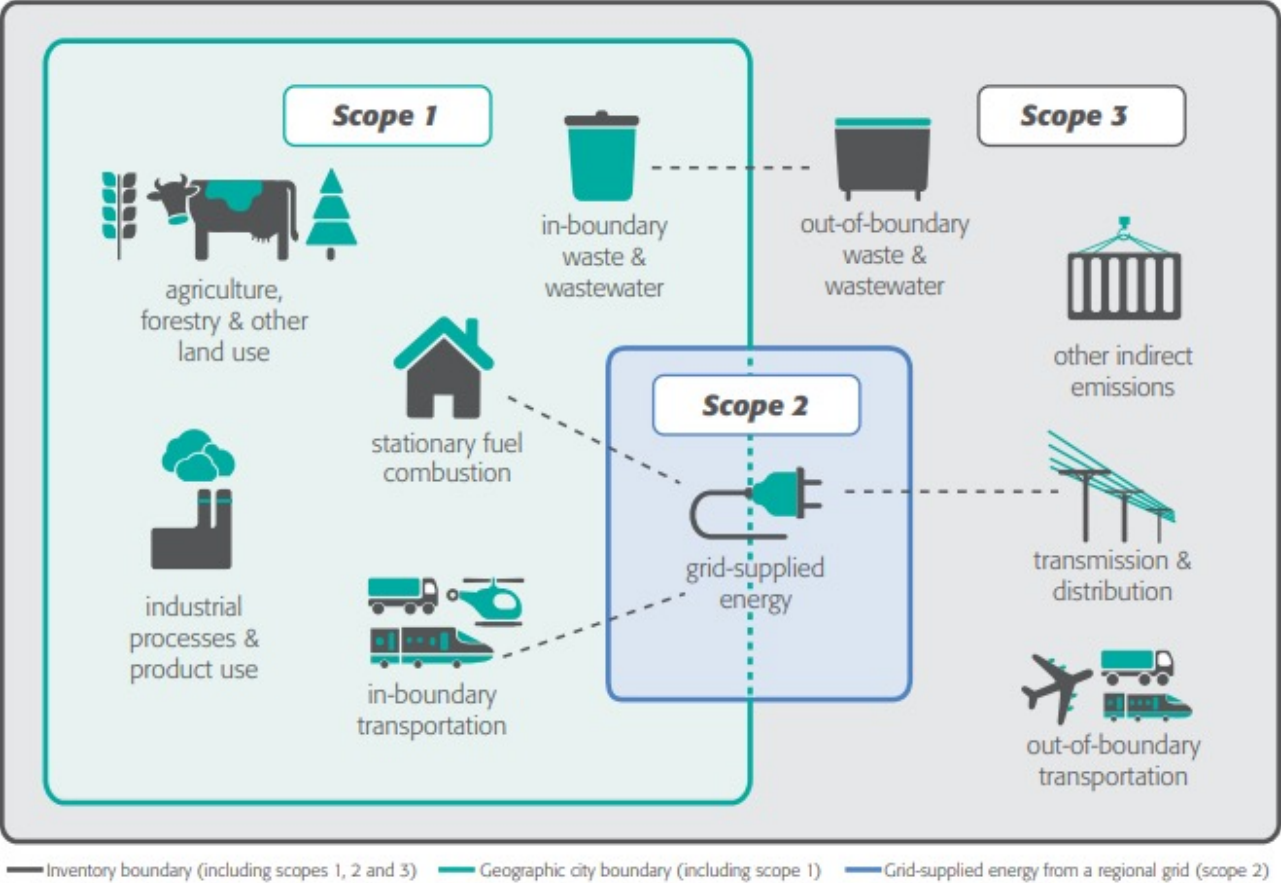 Scope 1
Scope 3
in-boundary
waste &
wastewater
out-of-boundary
waste &
wastewater
agriculture,
forestry & other
land use
other indirect
emissions
Scope 2
stationary fuel
combustion
grid-supplied
energy
transmission &
distribution
industrial
processes &
product use
in-boundary
transportation
out-of-boundary
transportation
Inventory boundary (including scopes 1, 2 and 3)
Geographic city boundary (including scope 1)
Grid-supplied energy from a regional grid (scope 2)